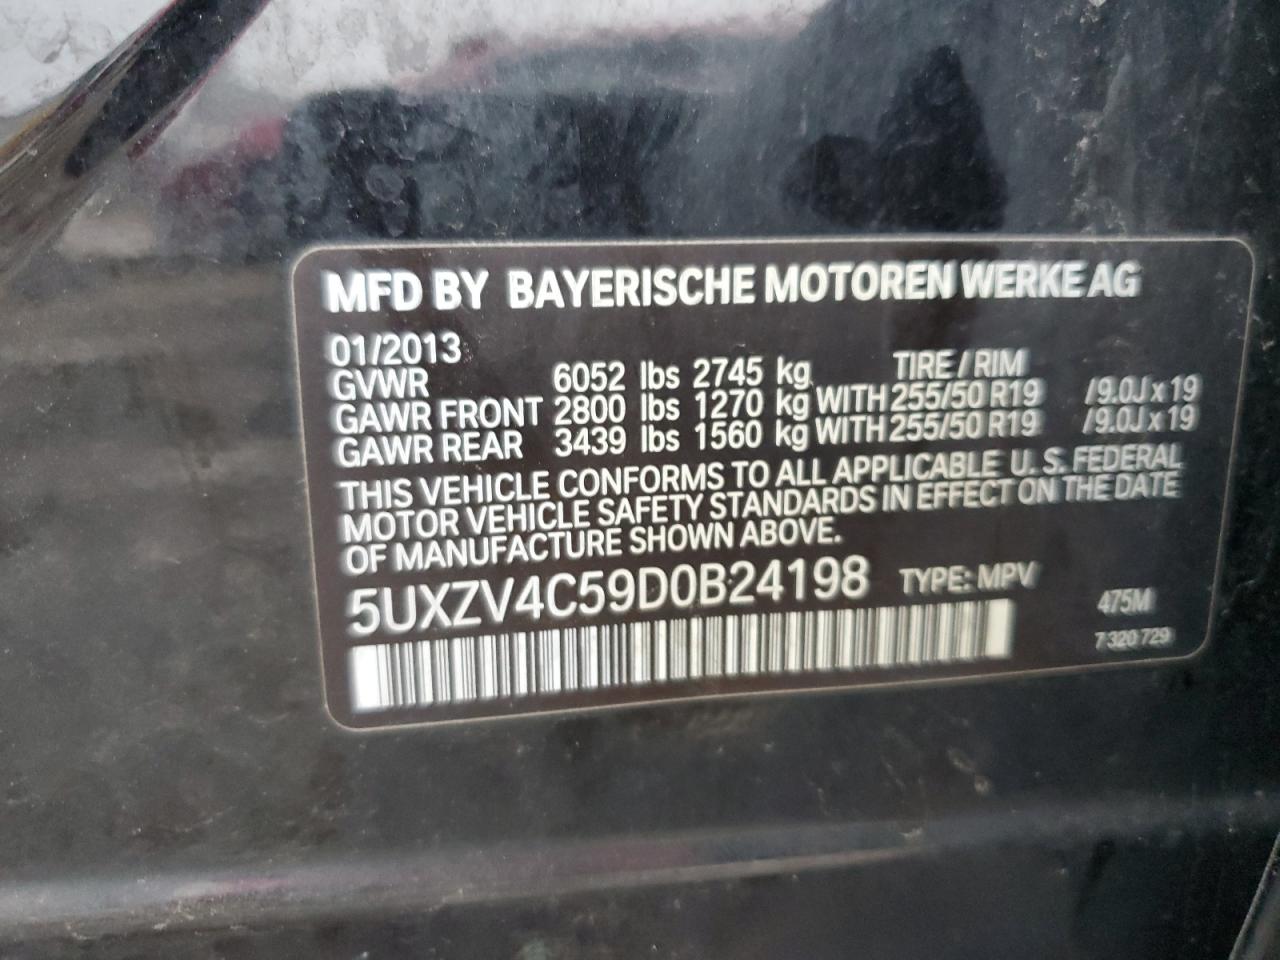 MFD BY BAYERISCHE MOTOREN WERKE AG
01/2013 TIRE / RIM
GVWR 6052 lbs 2745 kg
GAWR FRONT 2800 lbs 1270 kg WITH 255/50 R19 /9.0J x 19
GAWR REAR 3439 lbs 1560 kg WITH 255/50 R19 /9.0J x 19
THIS VEHICLE CONFORMS TO ALL APPLICABLE U.S. FEDERAL
MOTOR VEHICLE SAFETY STANDARDS IN EFFECT ON THE DATE
OF MANUFACTURE SHOWN ABOVE.
5UXZV4C59D0B24198 TYPE: MPV
475M
7 320 729